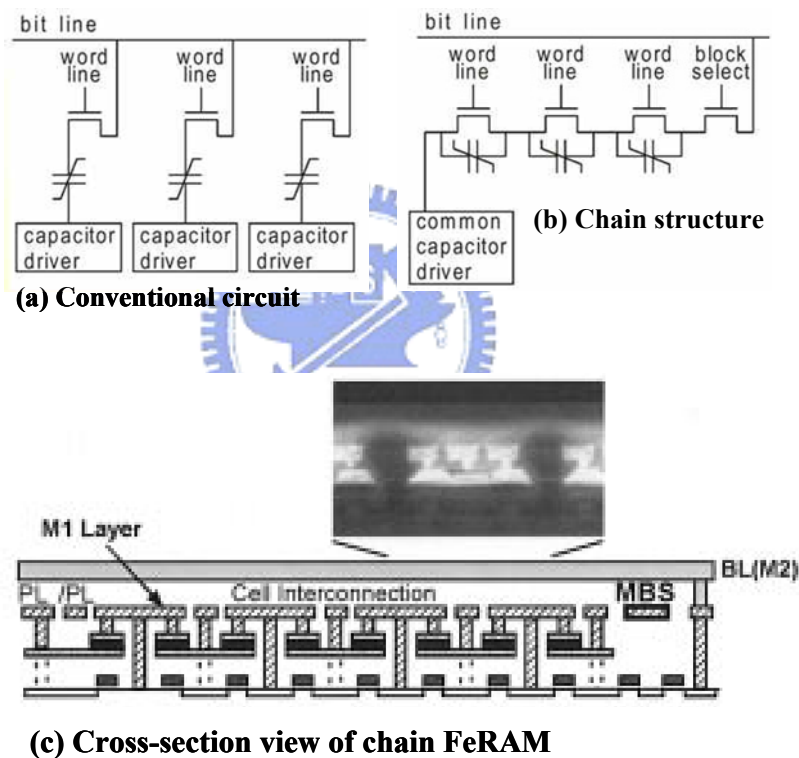 bit line
word line
word line
word line
capacitor driver
capacitor driver
capacitor driver
(a) Conventional circuit
bit line
word line
word line
word line
block select
common capacitor driver
(b) Chain structure
M1 Layer
BL(M2)
PL /PL Cell Interconnection MBS
(c) Cross-section view of chain FeRAM